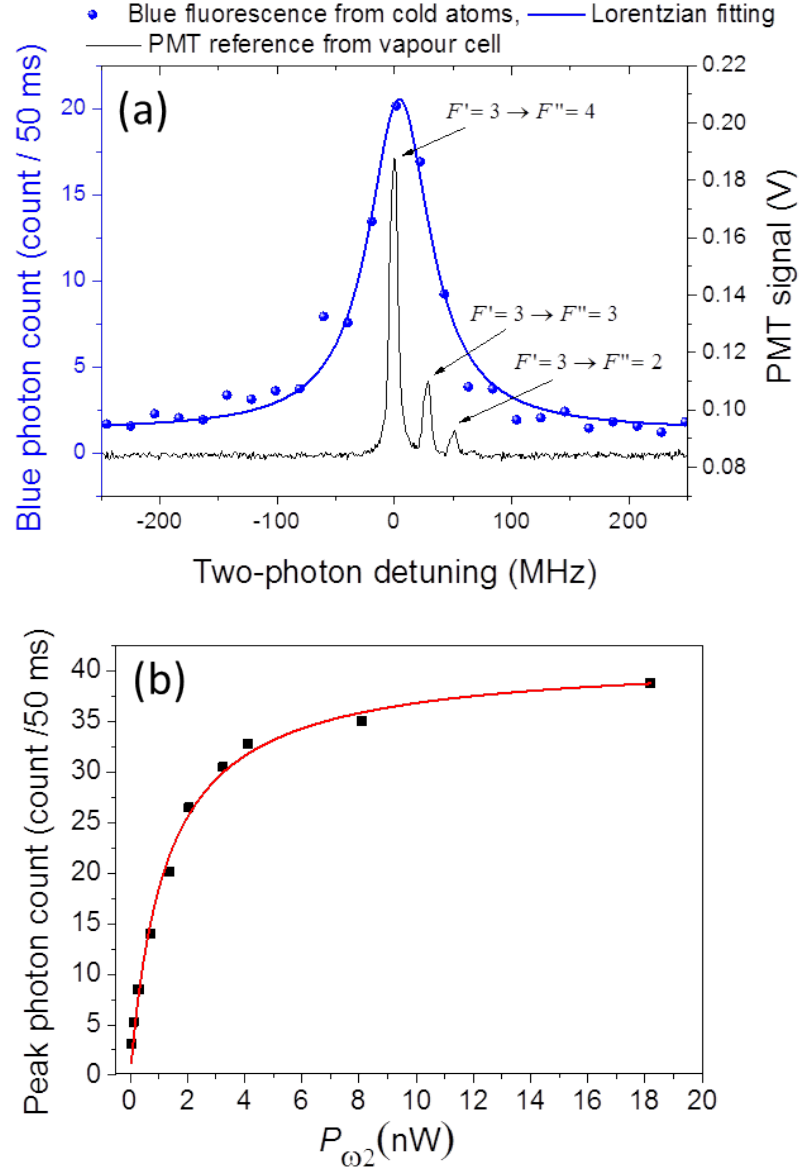 Blue fluorescence from cold atoms, Lorentzian fitting
PMT reference from vapour cell
(a)
Blue photon count (count / 50 ms)
20
15
10
5
0
F' = 3 → F'' = 4
F' = 3 → F'' = 3
F' = 3 → F'' = 2
0.22
0.20
0.18
0.16
0.14
0.12
0.10
0.08
PMT signal (V)
-200 -100 0 100 200
Two-photon detuning (MHz)
(b)
Peak photon count (count /50 ms)
40
35
30
25
20
15
10
5
0
0 2 4 6 8 10 12 14 16 18 20
Pω2(nW)